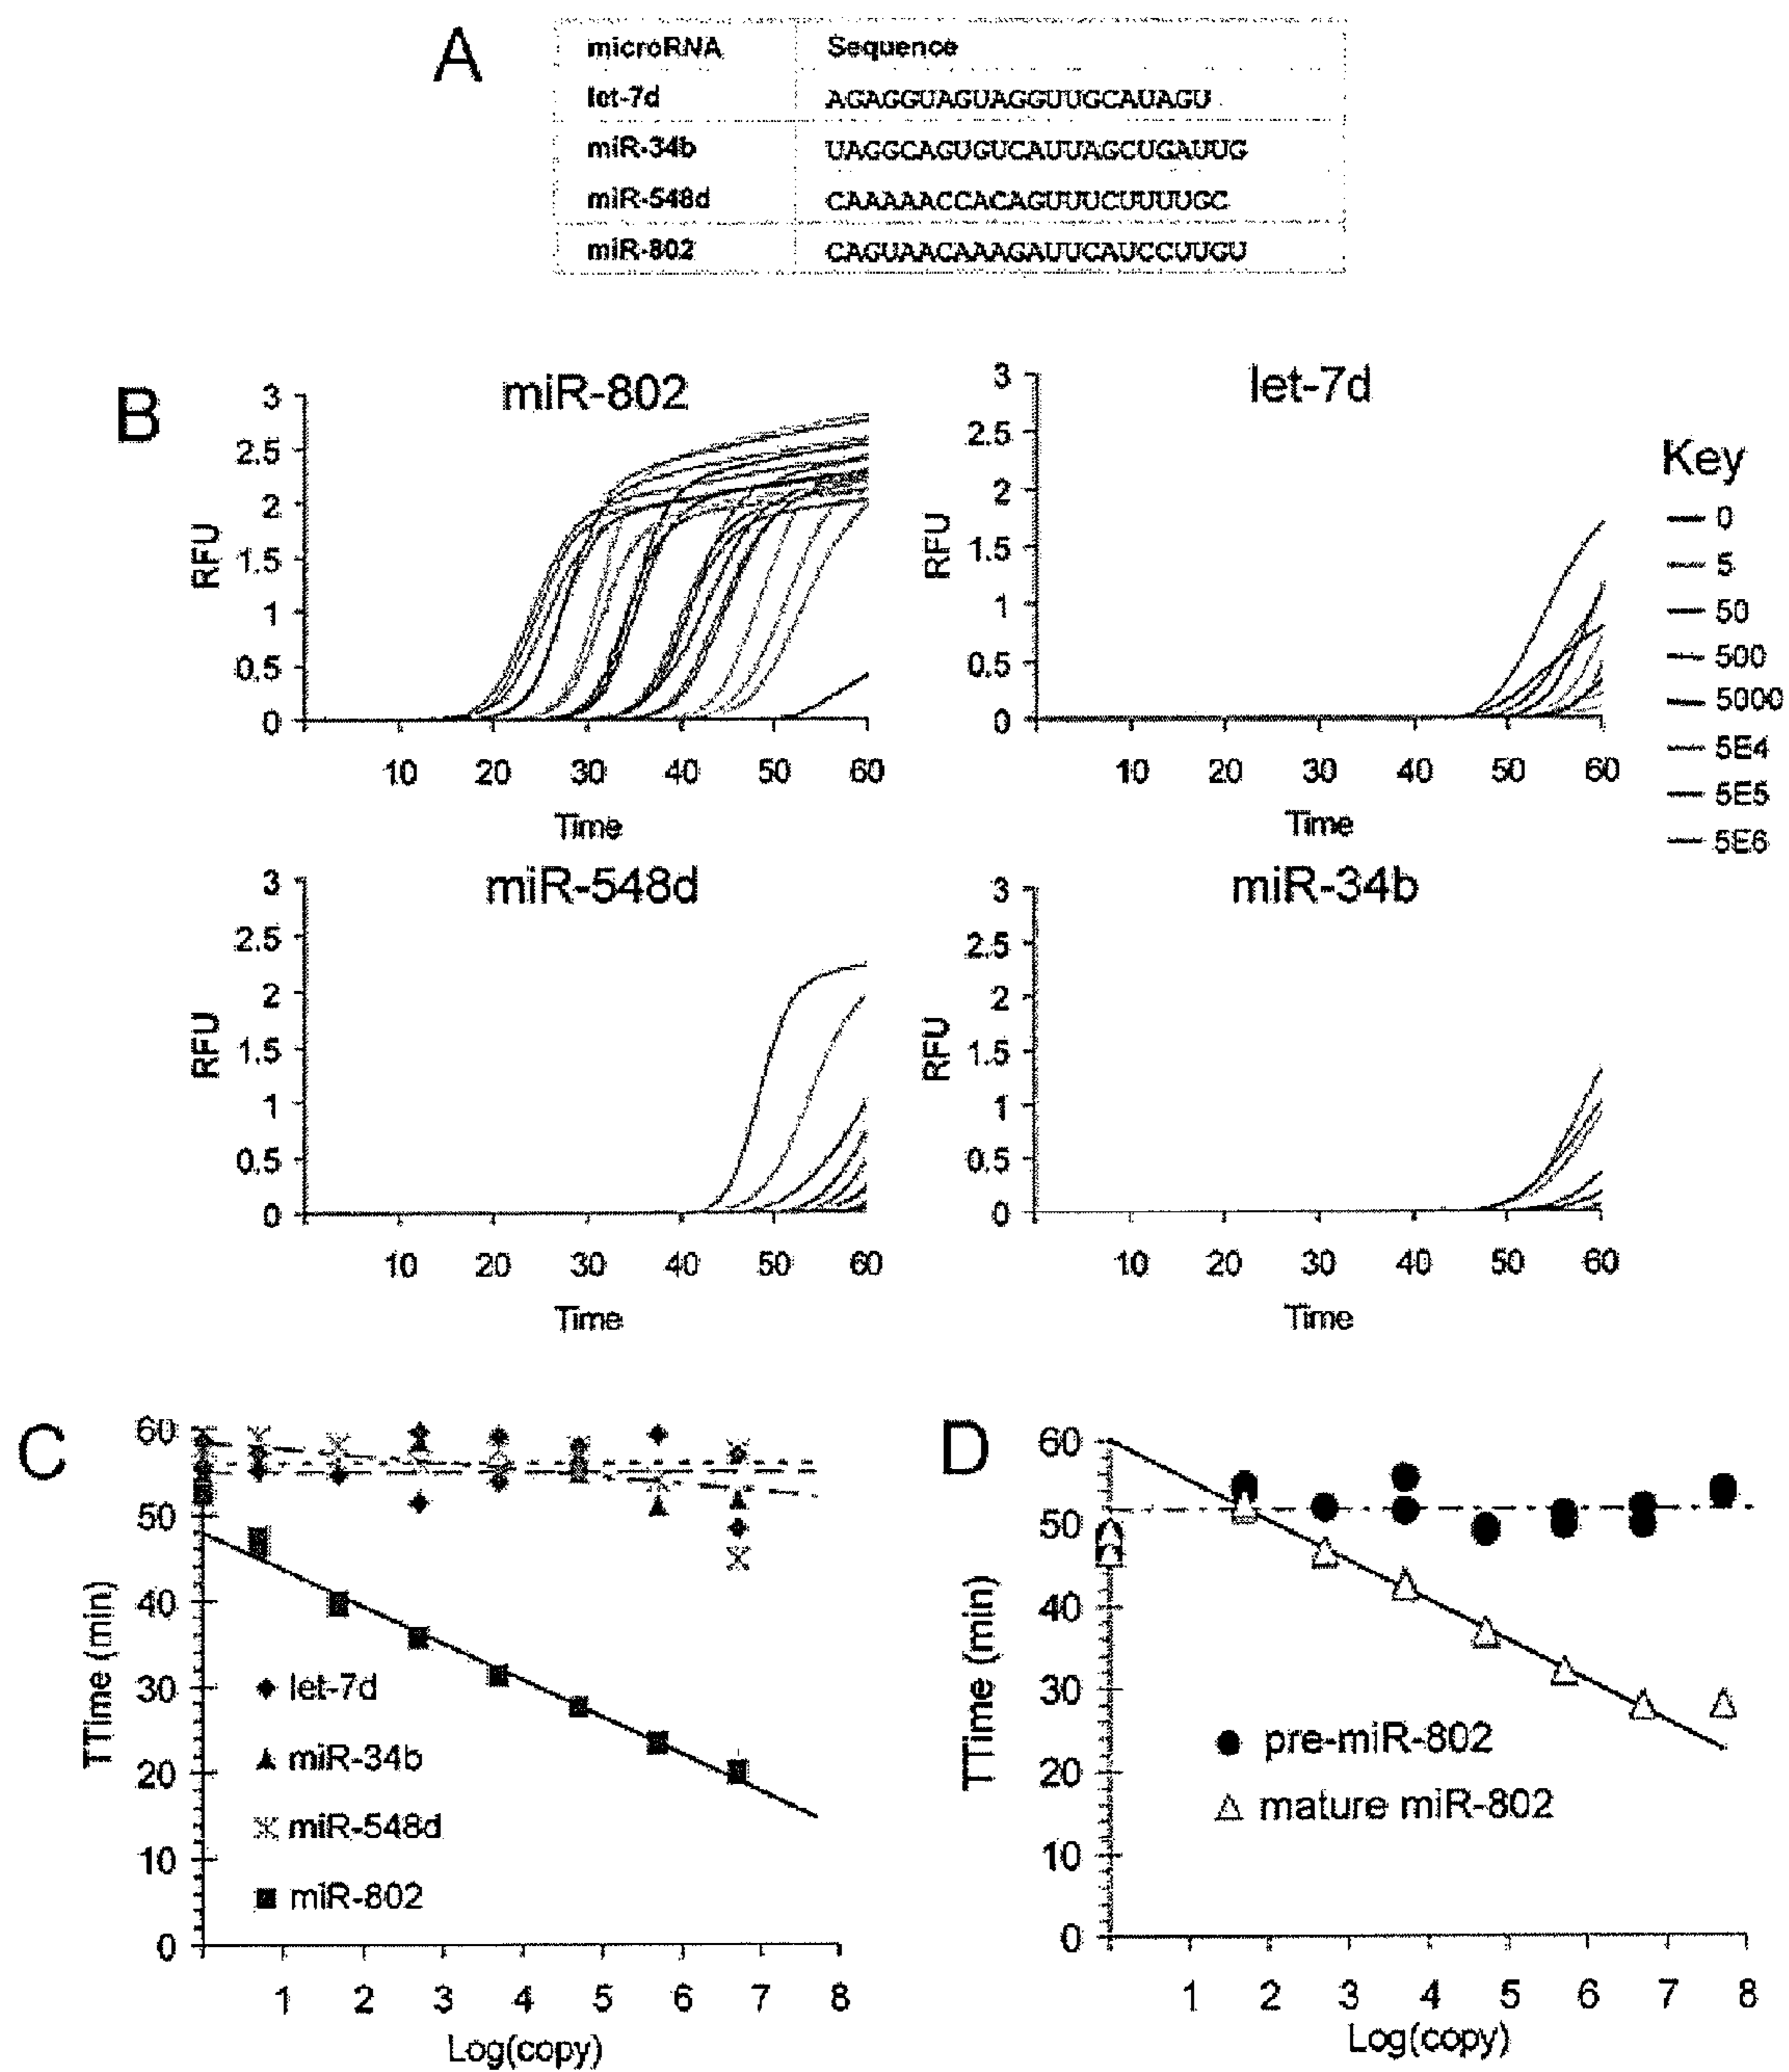 A
microRNA Sequence
let-7d AGAGGUAGUAGGUUGCAUAGU
miR-34b UAGGCAGUGUCAUUAGCUGAUUG
miR-548d CAAAAACCACAGUUUCUUUUGC
miR-802 CAGUAACAAAGAUUCAUCCUUGU
B
miR-802
3
2.5
2
1.5
1
0.5
0
RFU
10 20 30 40 50 60
Time
let-7d
3
2.5
2
1.5
1
0.5
0
RFU
10 20 30 40 50 60
Time
Key
0
5
50
500
5000
5E4
5E5
5E6
miR-548d
3
2.5
2
1.5
1
0.5
0
RFU
10 20 30 40 50 60
Time
miR-34b
3
2.5
2
1.5
1
0.5
0
RFU
10 20 30 40 50 60
Time
C
60
50
40
30
20
10
0
TTime (min)
let-7d
miR-34b
miR-548d
miR-802
1 2 3 4 5 6 7 8
Log(copy)
D
60
50
40
30
20
10
0
TTime (min)
pre-miR-802
mature miR-802
1 2 3 4 5 6 7 8
Log(copy)